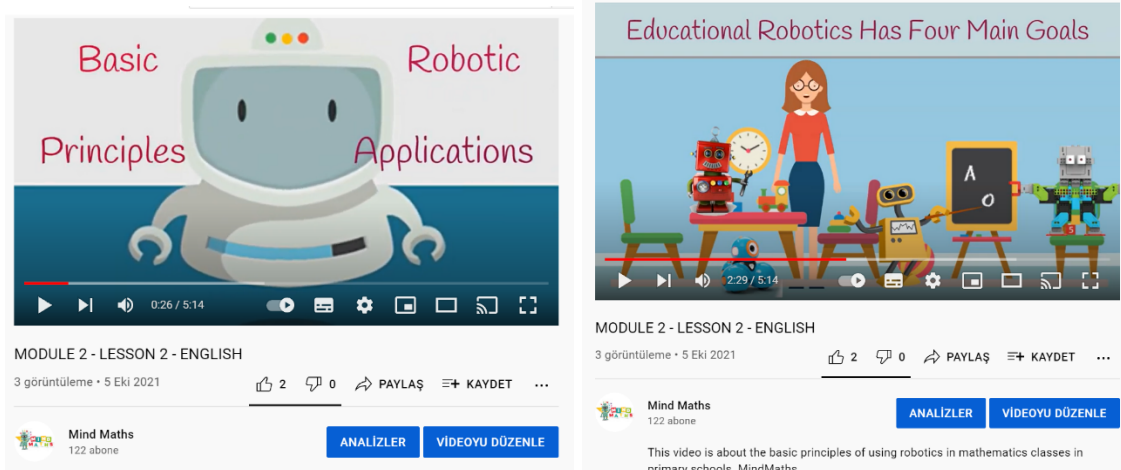 Basic Robotic
Principles Applications
0:26 / 5:14
MODULE 2 - LESSON 2 - ENGLISH
3 görüntüleme • 5 Eki 2021
2 0 PAYLAŞ KAYDET ...
Mind Maths
122 abone
ANALİZLER VİDEOYU DÜZENLE
Educational Robotics Has Four Main Goals
A
O
5
2:29 / 5:14
MODULE 2 - LESSON 2 - ENGLISH
3 görüntüleme • 5 Eki 2021
2 0 PAYLAŞ KAYDET ...
Mind Maths
122 abone
ANALİZLER VİDEOYU DÜZENLE
This video is about the basic principles of using robotics in mathematics classes in
primary schools. MindMaths